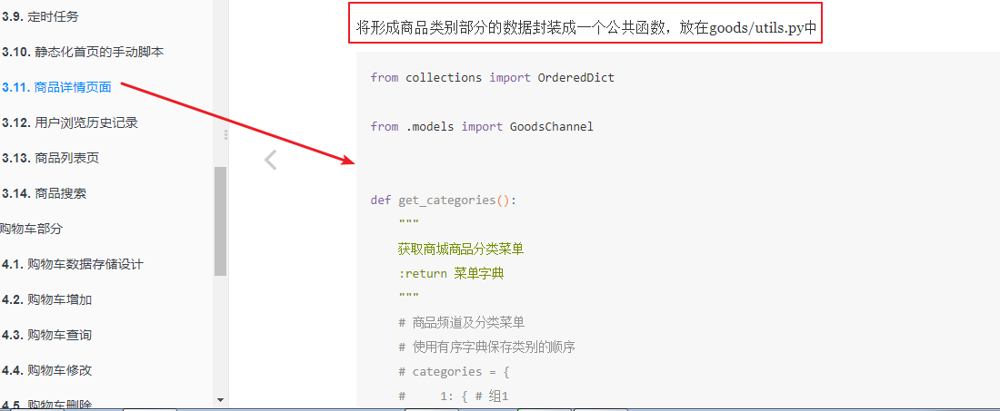 3.9. 定时任务
3.10. 静态化首页的手动脚本
3.11. 商品详情页面
3.12. 用户浏览历史记录
3.13. 商品列表页
3.14. 商品搜索
购物车部分
4.1. 购物车数据存储设计
4.2. 购物车增加
4.3. 购物车查询
4.4. 购物车修改
4.5. 购物车删除
将形成商品类别部分的数据封装成一个公共函数，放在goods/utils.py中
from collections import OrderedDict
from .models import GoodsChannel
def get_categories():
"""
获取商城商品分类菜单
:return 菜单字典
"""
# 商品频道及分类菜单
# 使用有序字典保存类别的顺序
# categories = {
#     1: { # 组1